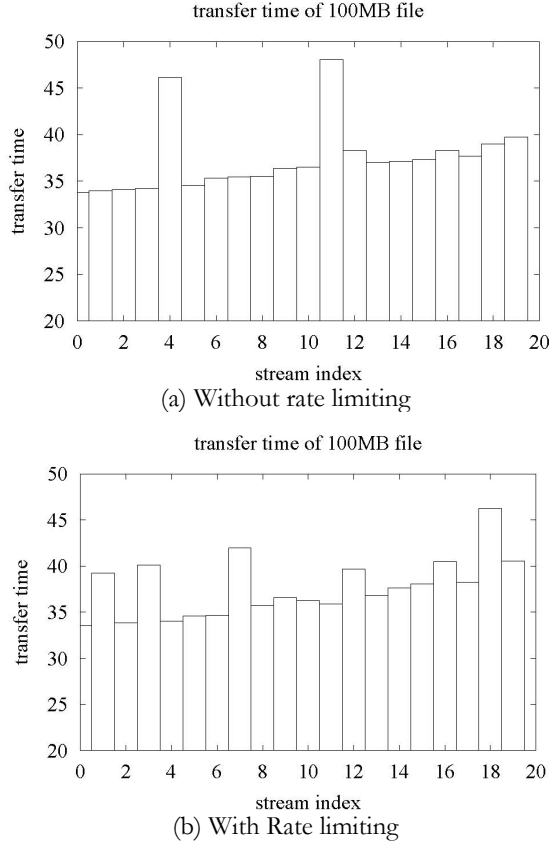 transfer time of 100MB file
50
45
40
35
30
25
20
transfer time
0 2 4 6 8 10 12 14 16 18 20
stream index
(a) Without rate limiting
transfer time of 100MB file
50
45
40
35
30
25
20
transfer time
0 2 4 6 8 10 12 14 16 18 20
stream index
(b) With Rate limiting